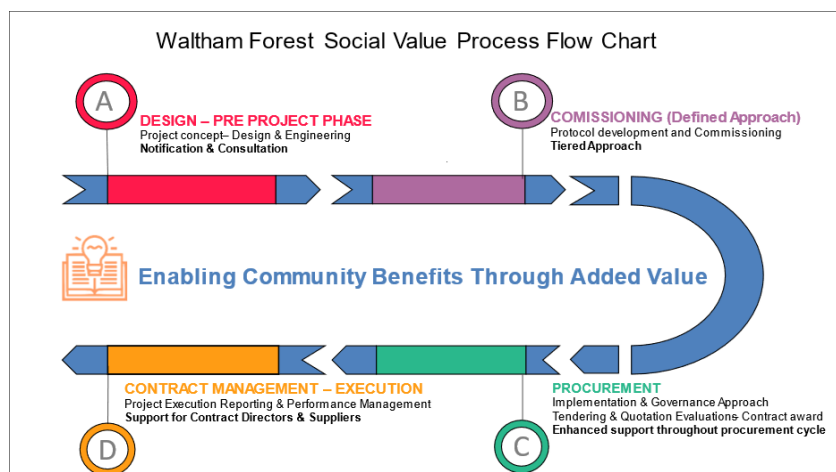 Waltham Forest Social Value Process Flow Chart
A
DESIGN – PRE PROJECT PHASE
Project concept– Design & Engineering
Notification & Consultation
B
COMISSIONING (Defined Approach)
Protocol development and Commissioning
Tiered Approach
Enabling Community Benefits Through Added Value
CONTRACT MANAGEMENT – EXECUTION
Project Execution Reporting & Performance Management
Support for Contract Directors & Suppliers
D
PROCUREMENT
Implementation & Governance Approach
Tendering & Quotation Evaluations- Contract award
Enhanced support throughout procurement cycle
C